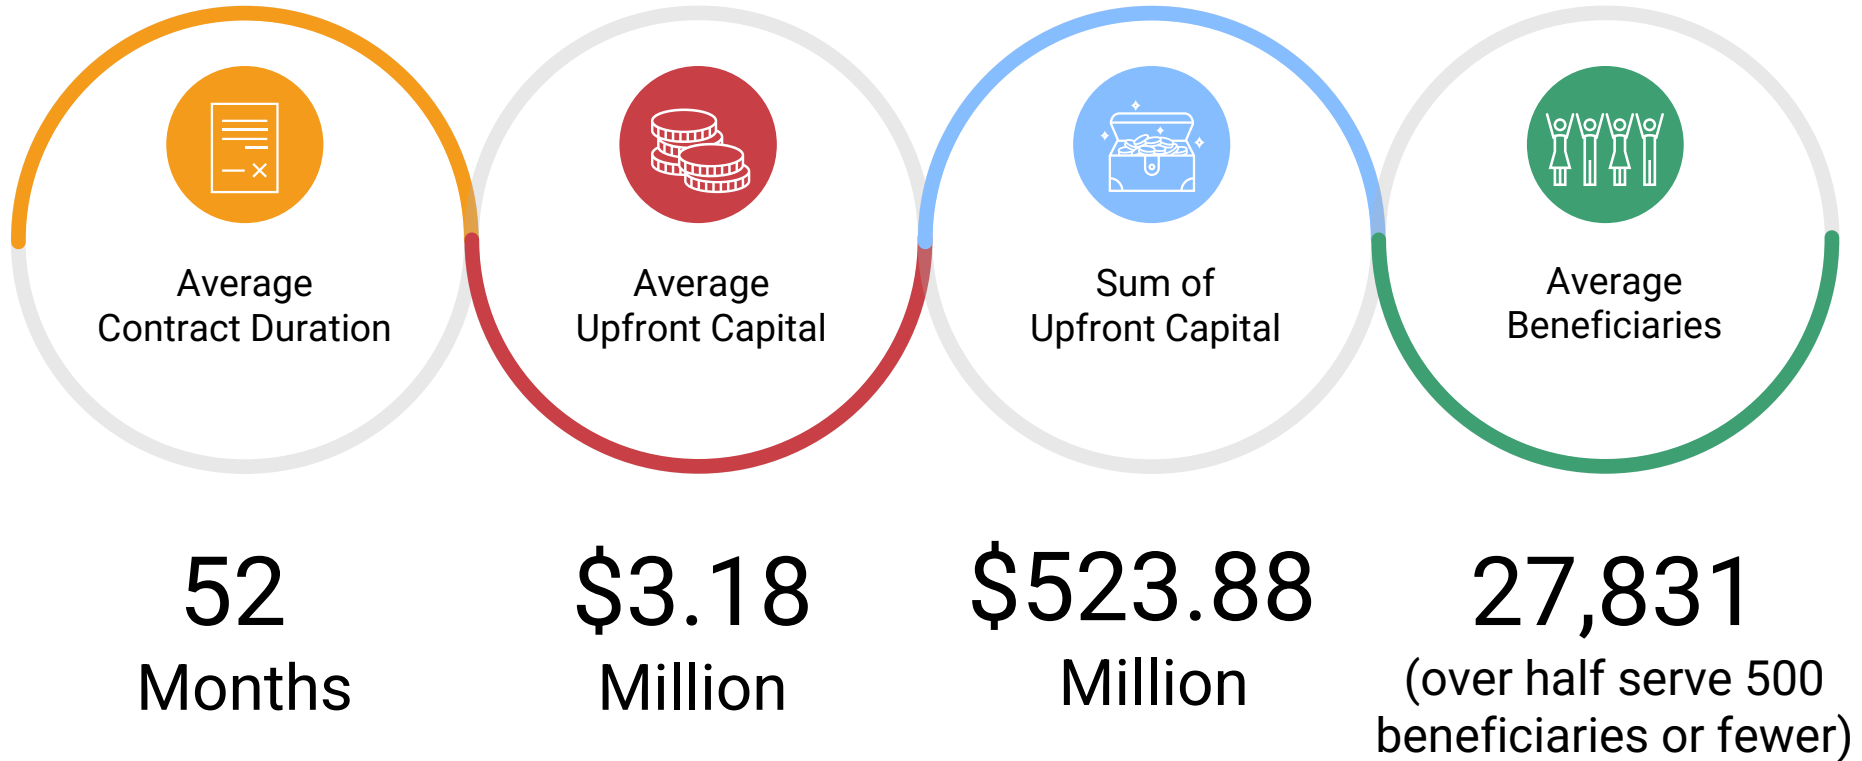 Average
Contract Duration
52
Months
Average
Upfront Capital
$3.18
Million
Sum of
Upfront Capital
$523.88
Million
Average
Beneficiaries
27,831
(over half serve 500
beneficiaries or fewer)